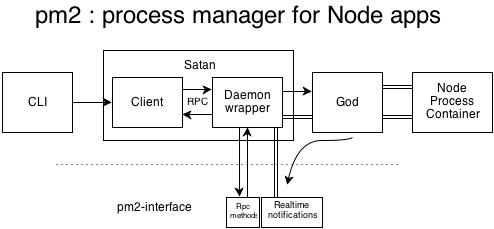 pm2 : process manager for Node apps
Satan
CLI
Client
RPC
Daemon
wrapper
God
Node
Process
Container
pm2-interface
Rpc
methods
Realtime
notifications